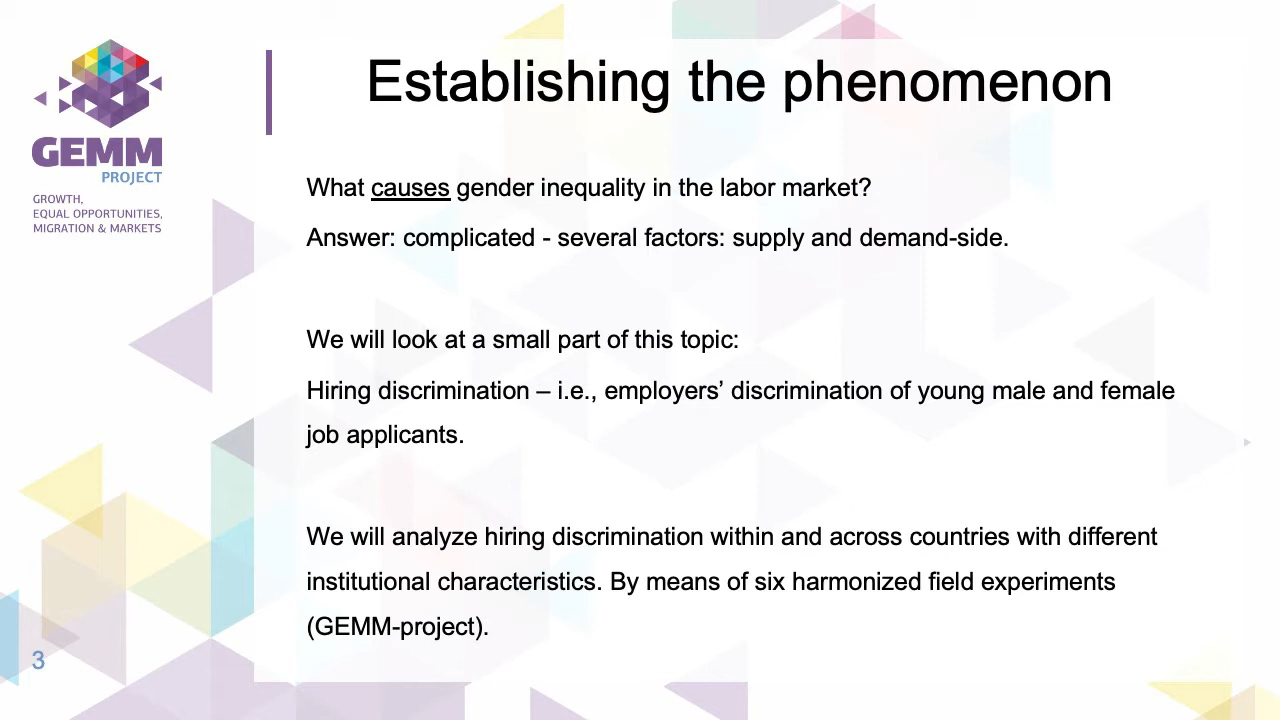 Establishing the phenomenon
GEMM
PROJECT
GROWTH,
EQUAL OPPORTUNITIES,
MIGRATION & MARKETS
What causes gender inequality in the labor market?
Answer: complicated - several factors: supply and demand-side.
We will look at a small part of this topic:
Hiring discrimination – i.e., employers’ discrimination of young male and female
job applicants.
We will analyze hiring discrimination within and across countries with different
institutional characteristics. By means of six harmonized field experiments
(GEMM-project).
3